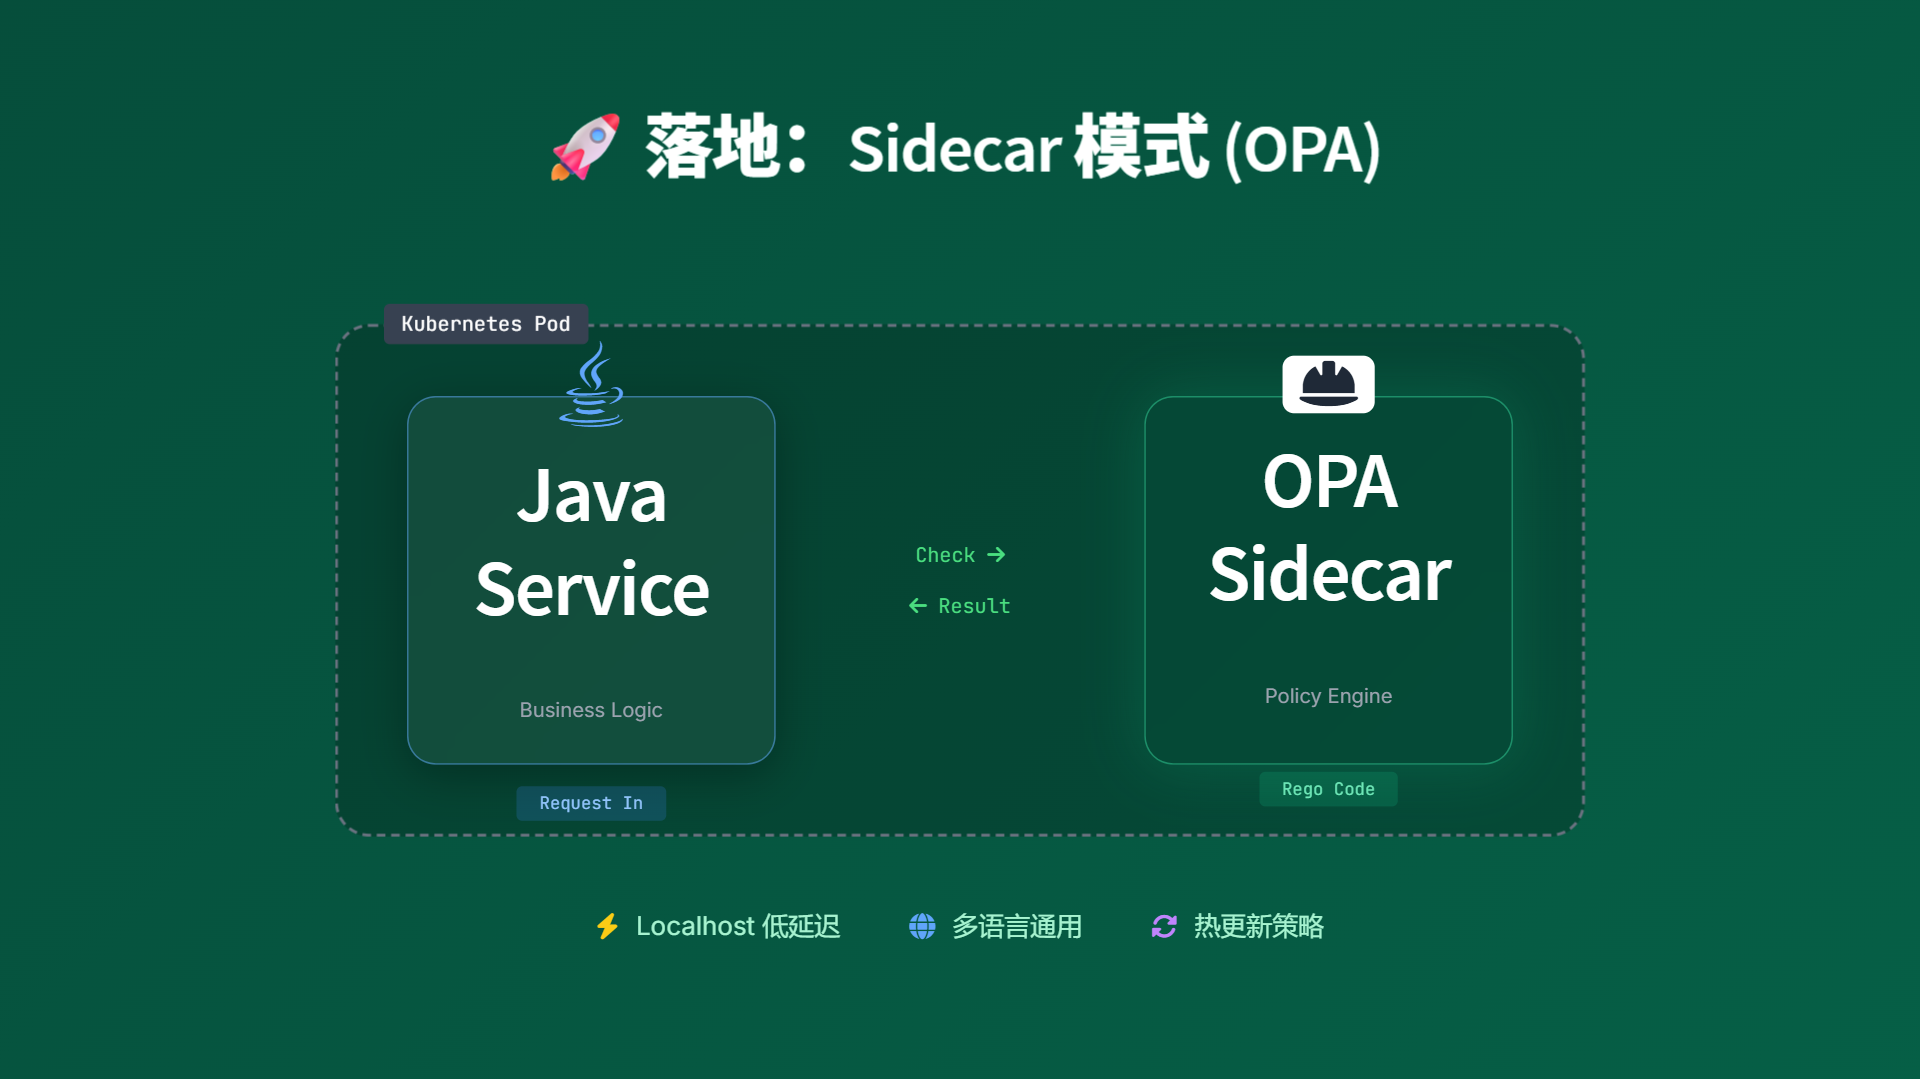 落地：Sidecar 模式 (OPA)
Kubernetes Pod
Java
Service
Business Logic
Request In
Check →
← Result
OPA
Sidecar
Policy Engine
Rego Code
Localhost 低延迟
多语言通用
热更新策略